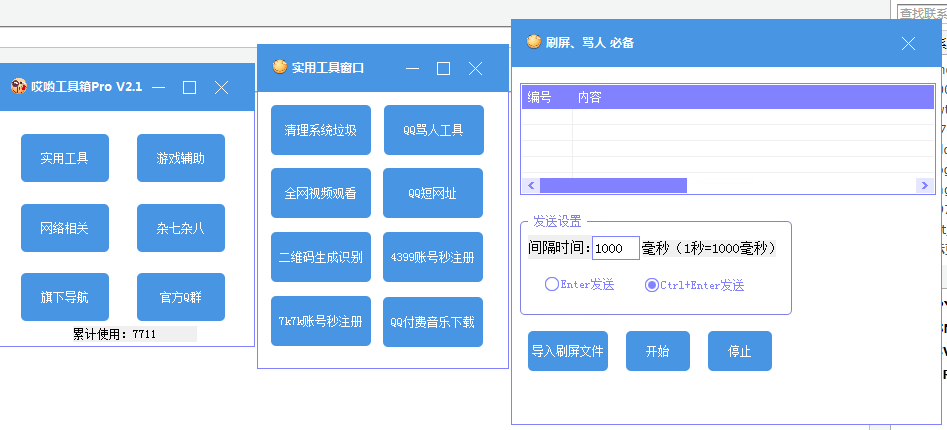 查找联系
哎哟工具箱Pro V2.1
实用工具
游戏辅助
网络相关
杂七杂八
旗下导航
官方Q群
累计使用：7711
实用工具窗口
清理系统垃圾
QQ骂人工具
全网视频观看
QQ短网址
二维码生成识别
4399账号秒注册
7k7k账号秒注册
QQ付费音乐下载
刷屏、骂人 必备
编号 内容
发送设置
间隔时间：1000 毫秒（1秒=1000毫秒）
Enter发送 Ctrl+Enter发送
导入刷屏文件 开始 停止